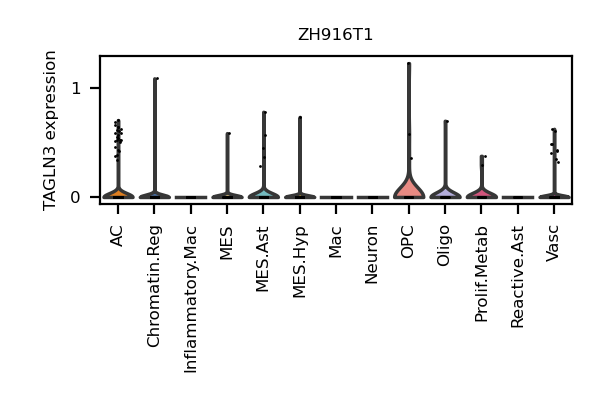 ZH916T1
TAGLN3 expression
1
0
AC
Chromatin.Reg
Inflammatory.Mac
MES
MES.Ast
MES.Hyp
Mac
Neuron
OPC
Oligo
Prolif.Metab
Reactive.Ast
Vasc